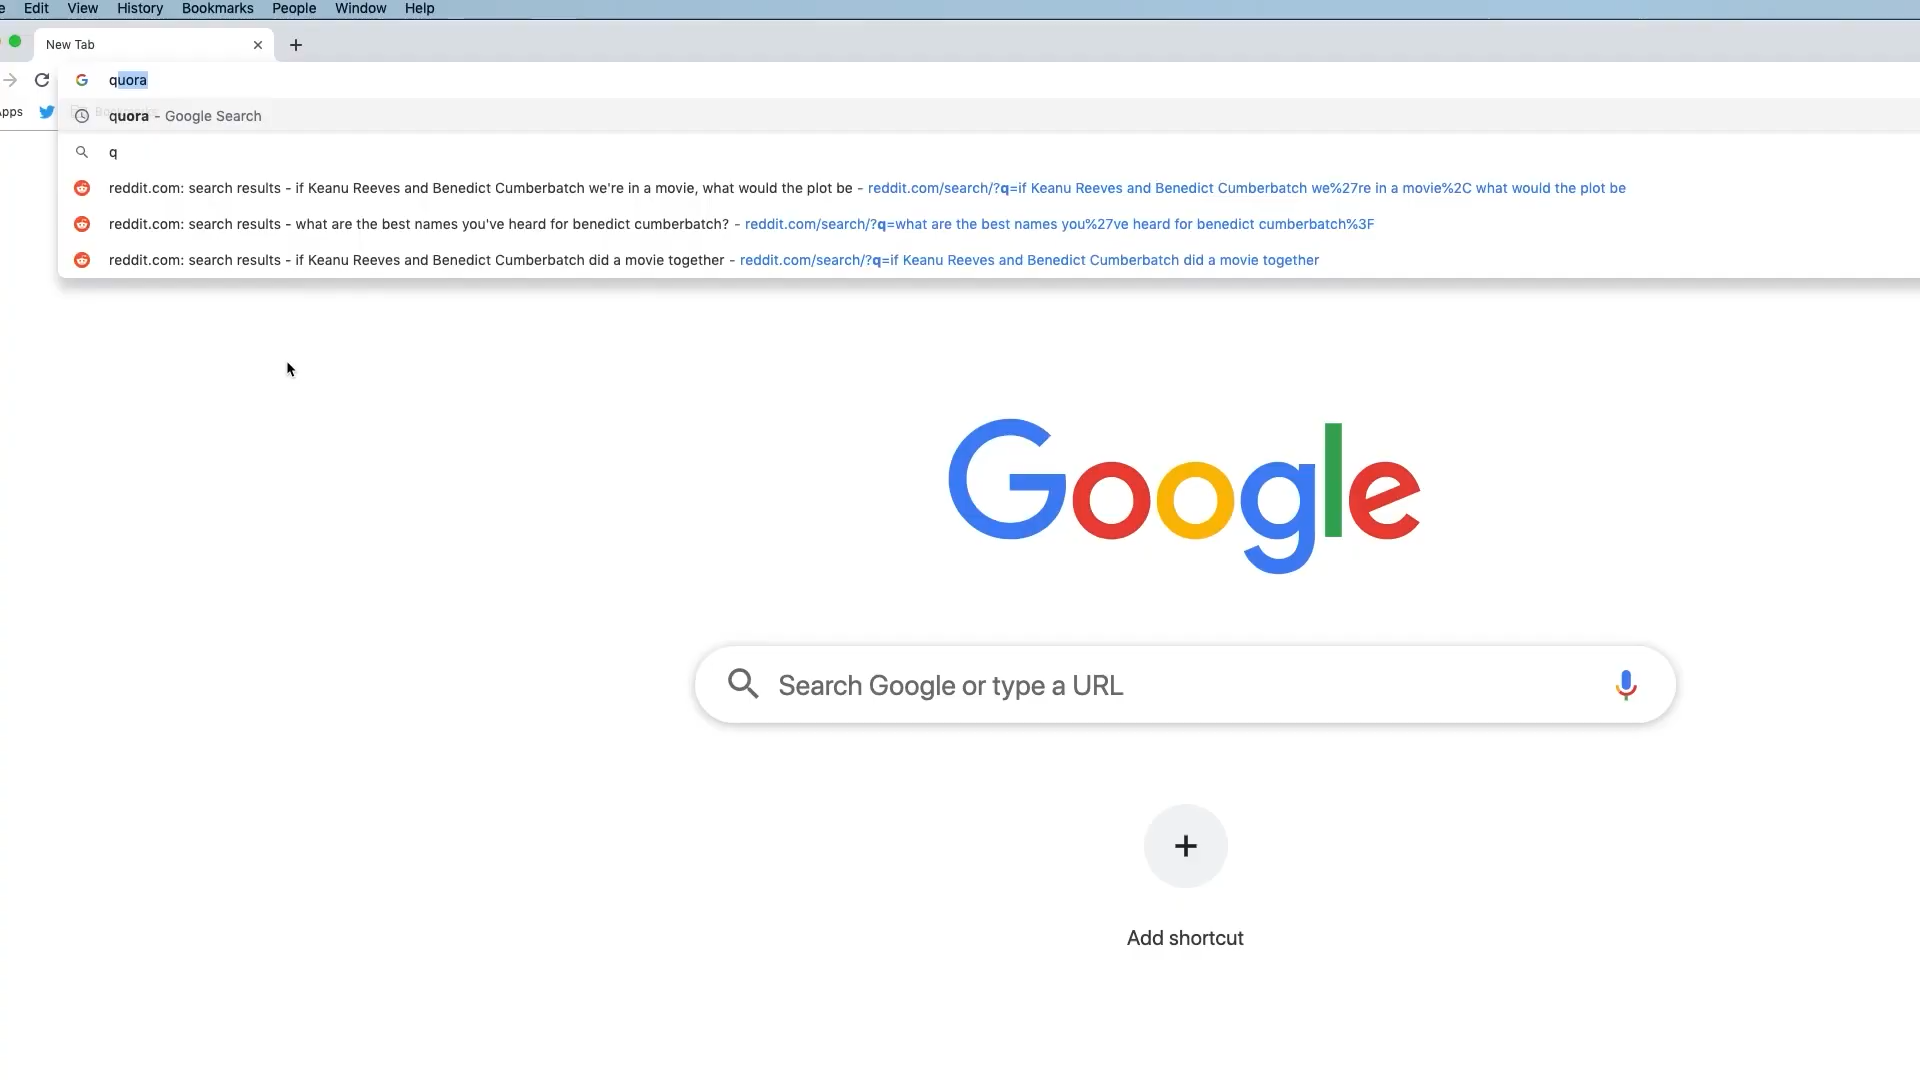 Edit View History Bookmarks People Window Help
New Tab
quora
Apps
quora - Google Search
q
reddit.com: search results - if Keanu Reeves and Benedict Cumberbatch we're in a movie, what would the plot be - reddit.com/search/?q=if Keanu Reeves and Benedict Cumberbatch we%27re in a movie%2C what would the plot be
reddit.com: search results - what are the best names you've heard for benedict cumberbatch? - reddit.com/search/?q=what are the best names you%27ve heard for benedict cumberbatch%3F
reddit.com: search results - if Keanu Reeves and Benedict Cumberbatch did a movie together - reddit.com/search/?q=if Keanu Reeves and Benedict Cumberbatch did a movie together
Google
Search Google or type a URL
Add shortcut